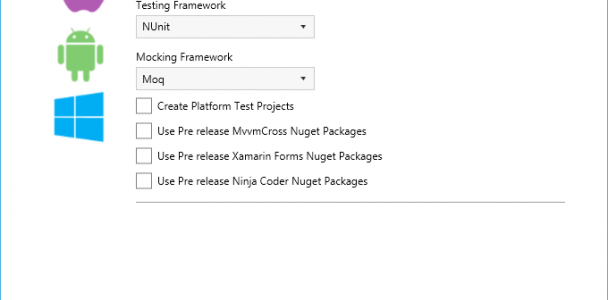 Testing Framework
NUnit
Mocking Framework
Moq
Create Platform Test Projects
Use Pre release MvvmCross Nuget Packages
Use Pre release Xamarin Forms Nuget Packages
Use Pre release Ninja Coder Nuget Packages